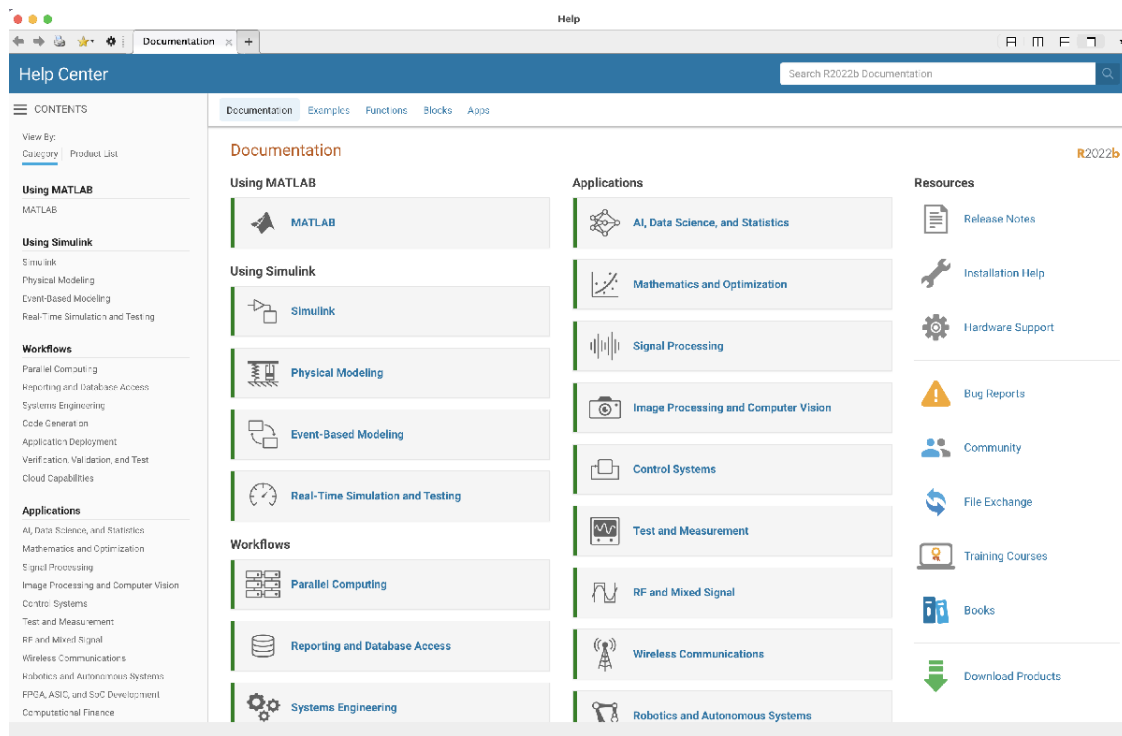 Help
Documentation
Help Center
Search R2022b Documentation
CONTENTS
View By:
Category Product List
Using MATLAB
MATLAB
Using Simulink
Simulink
Physical Modeling
Event-Based Modeling
Real-Time Simulation and Testing
Workflows
Parallel Computing
Reporting and Database Access
Systems Engineering
Code Generation
Application Deployment
Verification, Validation, and Test
Cloud Capabilities
Applications
AI, Data Science, and Statistics
Mathematics and Optimization
Signal Processing
Image Processing and Computer Vision
Control Systems
Test and Measurement
RF and Mixed Signal
Wireless Communications
Robotics and Autonomous Systems
FPGA, ASIC, and SoC Development
Computational Finance
Documentation Examples Functions Blocks Apps
Documentation
R2022b
Using MATLAB
MATLAB
Using Simulink
Simulink
Physical Modeling
Event-Based Modeling
Real-Time Simulation and Testing
Workflows
Parallel Computing
Reporting and Database Access
Systems Engineering
Applications
AI, Data Science, and Statistics
Mathematics and Optimization
Signal Processing
Image Processing and Computer Vision
Control Systems
Test and Measurement
RF and Mixed Signal
Wireless Communications
Robotics and Autonomous Systems
Resources
Release Notes
Installation Help
Hardware Support
Bug Reports
Community
File Exchange
Training Courses
Books
Download Products